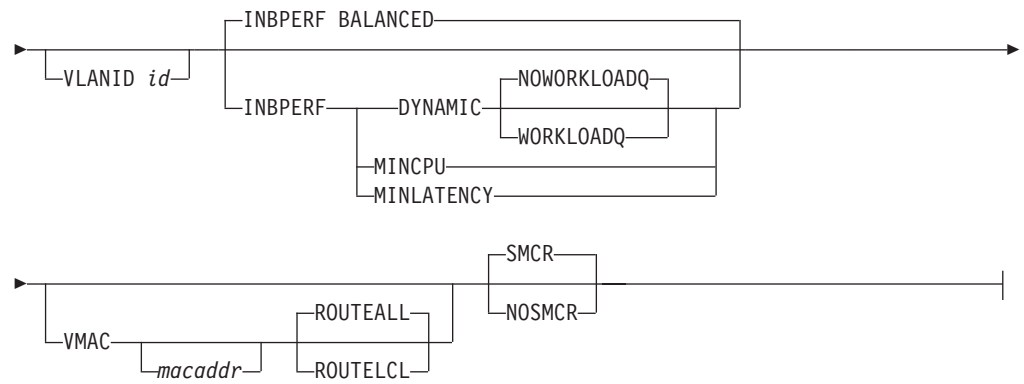 INBPERF BALANCED
VLANID id
INBPERF DYNAMIC NOWORKLOADQ
WORKLOADQ
MINCPU
MINLATENCY
SMCR
NOSMCR
VMAC macaddr ROUTEALL
ROUTELCL